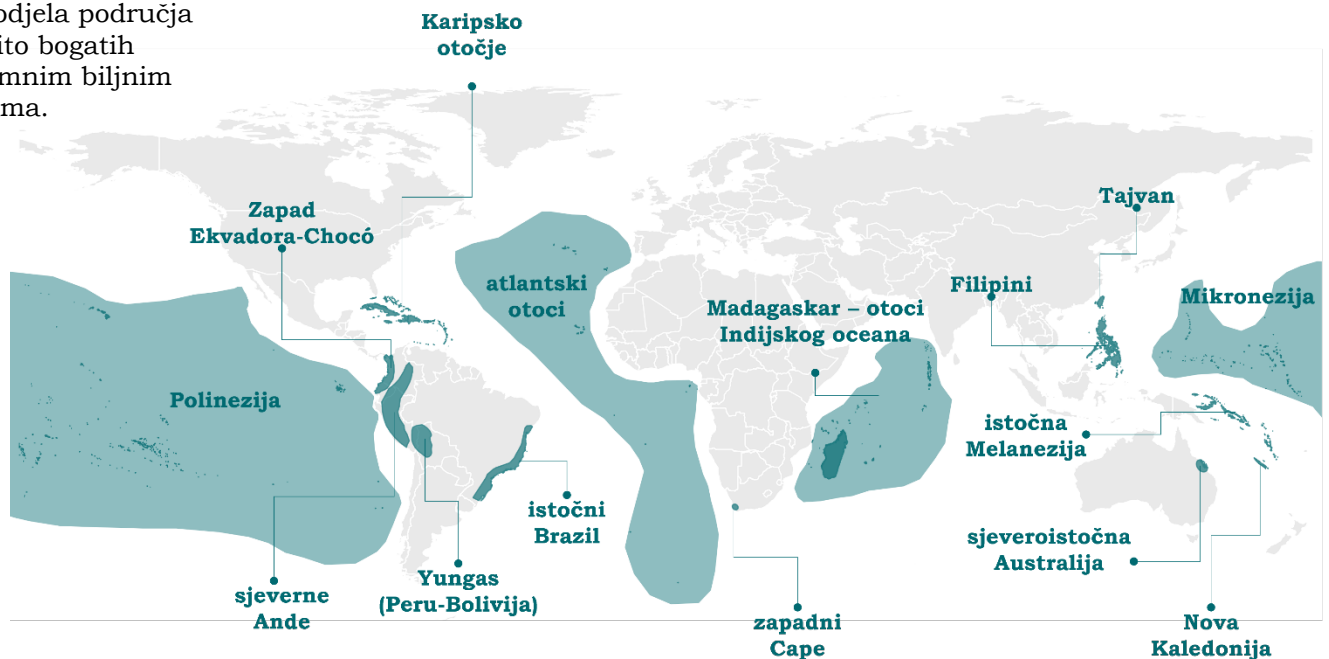 odjela područja
ito bogatih
mnim biljnim
ma.
Karipsko
otočje
Zapad
Ekvadora-Chocó
Tajvan
atlantski
otoci
Filipini
Mikronezija
Madagaskar – otoci
Indijskog oceana
Polinezija
istočna
Melanezija
istočni
Brazil
sjeveroistočna
Australija
Yungas
(Peru-Bolivija)
sjeverne
Ande
zapadni
Cape
Nova
Kaledonija